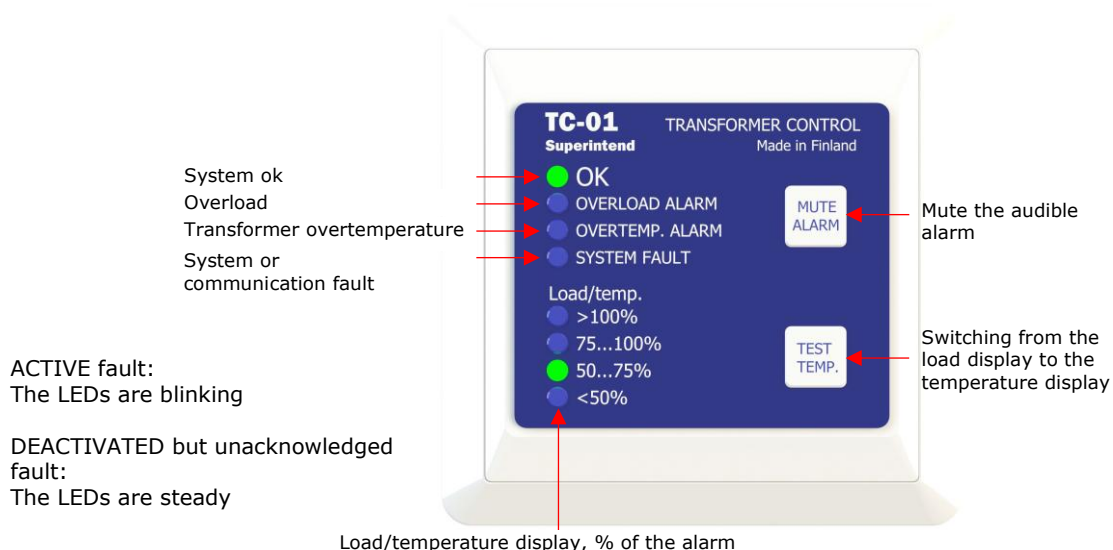 TC-01
TRANSFORMER CONTROL
Superintend
Made in Finland
System ok
OK
Overload
OVERLOAD ALARM
Transformer overtemperature
OVERTEMP. ALARM
System or
communication fault
SYSTEM FAULT
MUTE
ALARM
Mute the audible
alarm
Load/temp.
>100%
75...100%
50...75%
<50%
TEST
TEMP.
Switching from the
load display to the
temperature display
ACTIVE fault:
The LEDs are blinking
DEACTIVATED but unacknowledged
fault:
The LEDs are steady
Load/temperature display, % of the alarm